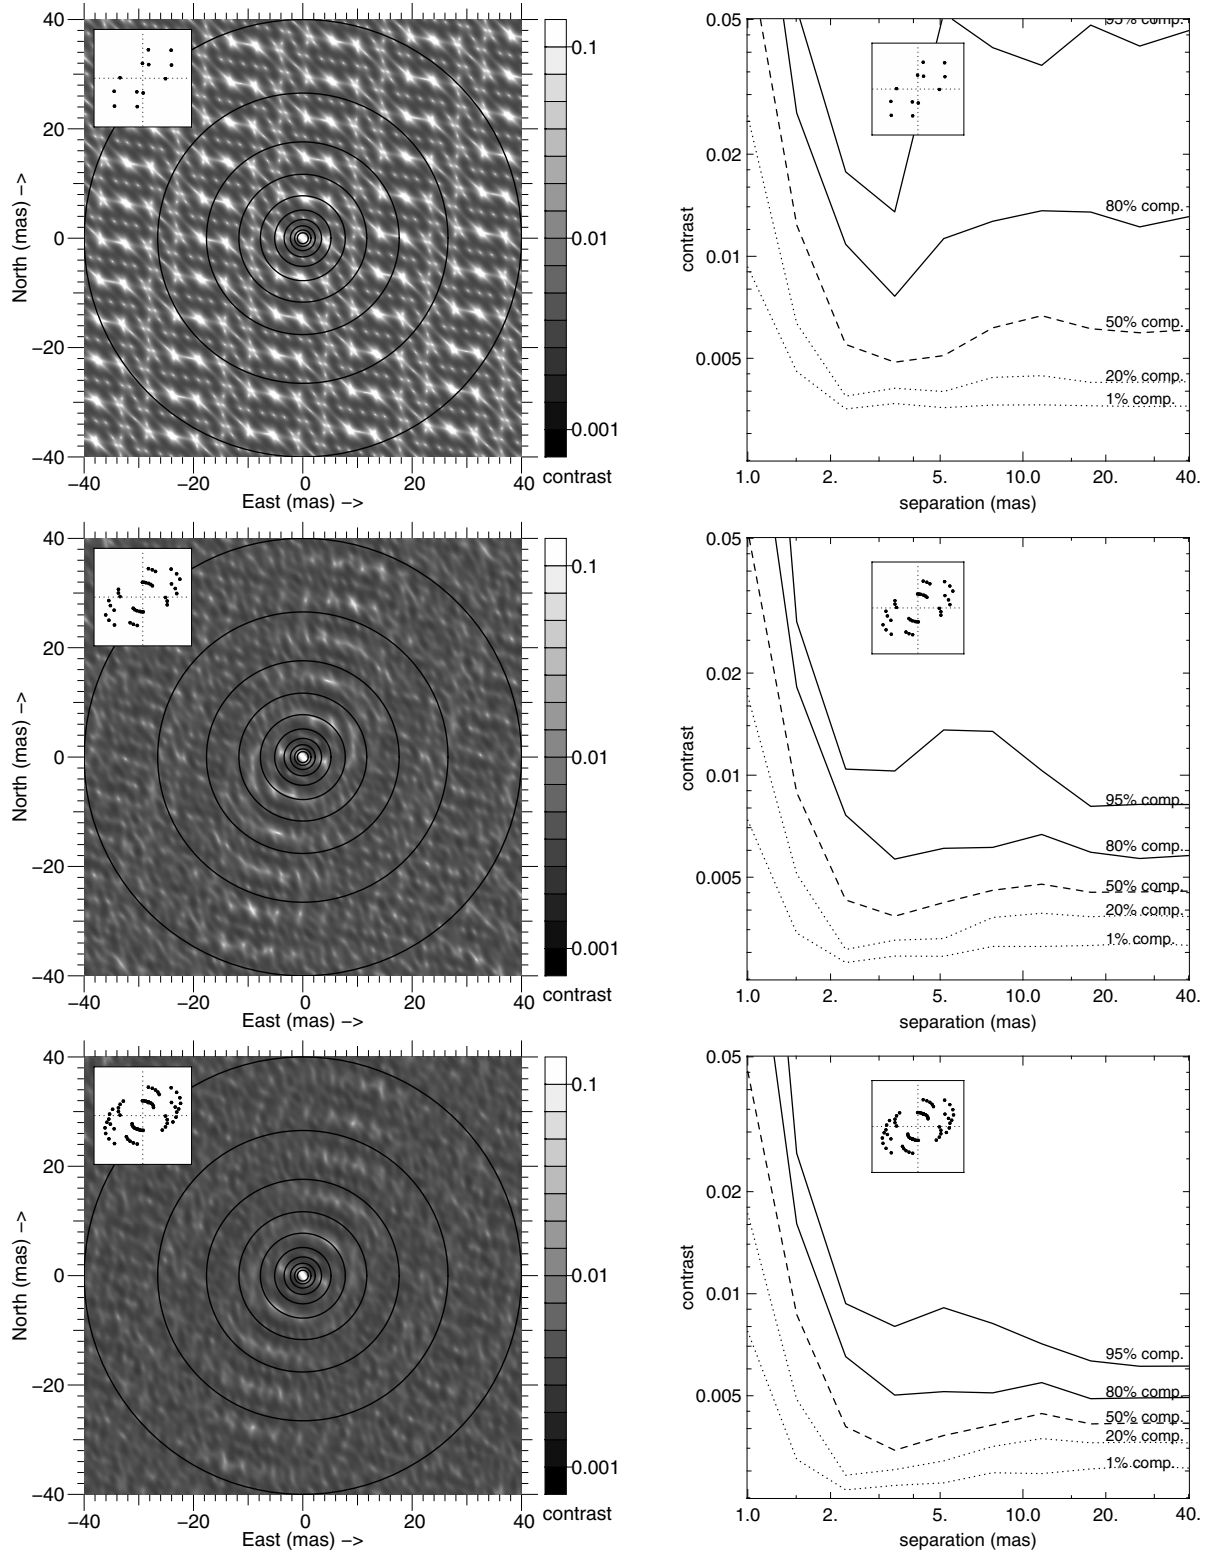 40
20
0
−20
−40
North (mas) −>
−40 −20 0 20 40
East (mas) −>
0.1
0.01
0.001
contrast
0.05
0.02
0.01
0.005
contrast
95% comp.
80% comp.
50% comp.
20% comp.
1% comp.
1.0 2. 5. 10.0 20. 40.
separation (mas)
40
20
0
−20
−40
North (mas) −>
−40 −20 0 20 40
East (mas) −>
0.1
0.01
0.001
contrast
0.05
0.02
0.01
0.005
contrast
95% comp.
80% comp.
50% comp.
20% comp.
1% comp.
1.0 2. 5. 10.0 20. 40.
separation (mas)
40
20
0
−20
−40
North (mas) −>
−40 −20 0 20 40
East (mas) −>
0.1
0.01
0.001
contrast
0.05
0.02
0.01
0.005
contrast
95% comp.
80% comp.
50% comp.
20% comp.
1% comp.
1.0 2. 5. 10.0 20. 40.
separation (mas)